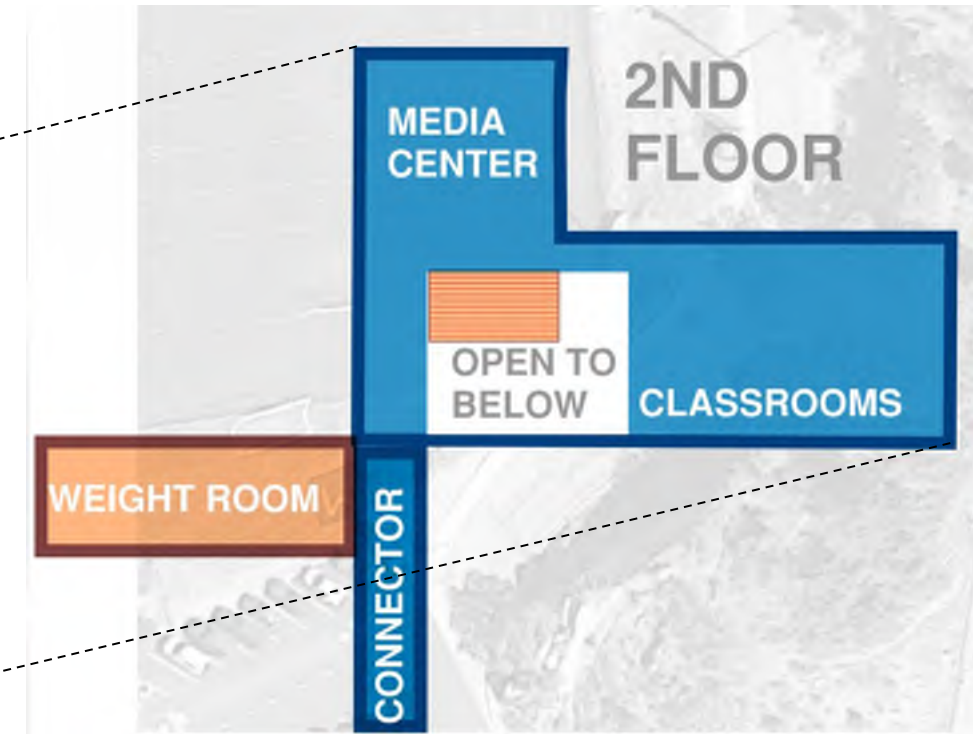 2ND
FLOOR
MEDIA
CENTER
OPEN TO
BELOW
CLASSROOMS
WEIGHT ROOM
CONNECTOR